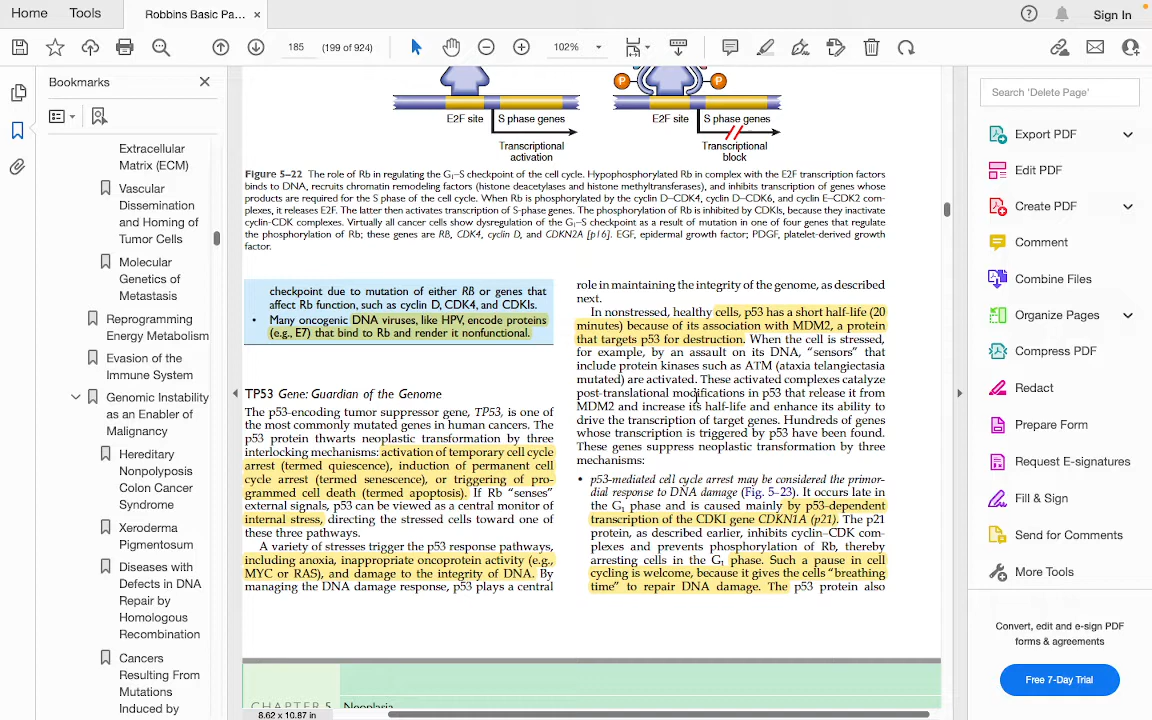 Home
Tools
Robbins Basic Pa...
×
Sign In
185
(199 of 924)
102%
Bookmarks
Extracellular
Matrix (ECM)
Vascular
Dissemination
and Homing of
Tumor Cells
Molecular
Genetics of
Metastasis
Reprogramming
Energy Metabolism
Evasion of the
Immune System
Genomic Instability
as an Enabler of
Malignancy
Hereditary
Nonpolyposis
Colon Cancer
Syndrome
Xeroderma
Pigmentosum
Diseases with
Defects in DNA
Repair by
Homologous
Recombination
Cancers
Resulting From
Mutations
Induced by
P P
E2F site S phase genes
Transcriptional
activation
E2F site S phase genes
Transcriptional
block
Figure 5–22 The role of Rb in regulating the G₁–S checkpoint of the cell cycle. Hypophosphorylated Rb in complex with the E2F transcription factors
binds to DNA, recruits chromatin remodeling factors (histone deacetylases and histone methyltransferases), and inhibits transcription of genes whose
products are required for the S phase of the cell cycle. When Rb is phosphorylated by the cyclin D–CDK4, cyclin D–CDK6, and cyclin E–CDK2 com-
plexes, it releases E2F. The latter then activates transcription of S-phase genes. The phosphorylation of Rb is inhibited by CDKIs, because they inactivate
cyclin-CDK complexes. Virtually all cancer cells show dysregulation of the G₁–S checkpoint as a result of mutation in one of four genes that regulate
the phosphorylation of Rb; these genes are RB, CDK4, cyclin D, and CDKN2A [p16]. EGF, epidermal growth factor; PDGF, platelet-derived growth
factor.
checkpoint due to mutation of either RB or genes that
affect Rb function, such as cyclin D, CDK4, and CDKIs.
• Many oncogenic DNA viruses, like HPV, encode proteins
(e.g., E7) that bind to Rb and render it nonfunctional.
TP53 Gene: Guardian of the Genome
The p53-encoding tumor suppressor gene, TP53, is one of
the most commonly mutated genes in human cancers. The
p53 protein thwarts neoplastic transformation by three
interlocking mechanisms: activation of temporary cell cycle
arrest (termed quiescence), induction of permanent cell
cycle arrest (termed senescence), or triggering of pro-
grammed cell death (termed apoptosis). If Rb “senses”
external signals, p53 can be viewed as a central monitor of
internal stress, directing the stressed cells toward one of
these three pathways.
A variety of stresses trigger the p53 response pathways,
including anoxia, inappropriate oncoprotein activity (e.g.,
MYC or RAS), and damage to the integrity of DNA. By
managing the DNA damage response, p53 plays a central
role in maintaining the integrity of the genome, as described
next.
In nonstressed, healthy cells, p53 has a short half-life (20
minutes) because of its association with MDM2, a protein
that targets p53 for destruction. When the cell is stressed,
for example, by an assault on its DNA, “sensors” that
include protein kinases such as ATM (ataxia telangiectasia
mutated) are activated. These activated complexes catalyze
post-translational modifications in p53 that release it from
MDM2 and increase its half-life and enhance its ability to
drive the transcription of target genes. Hundreds of genes
whose transcription is triggered by p53 have been found.
These genes suppress neoplastic transformation by three
mechanisms:
• p53-mediated cell cycle arrest may be considered the primor-
dial response to DNA damage (Fig. 5–23). It occurs late in
the G₁ phase and is caused mainly by p53-dependent
transcription of the CDKI gene CDKN1A (p21). The p21
protein, as described earlier, inhibits cyclin–CDK com-
plexes and prevents phosphorylation of Rb, thereby
arresting cells in the G₁ phase. Such a pause in cell
cycling is welcome, because it gives the cells “breathing
time” to repair DNA damage. The p53 protein also
CHAPTER 5 Neoplasia
8.62 x 10.87 in
Search 'Delete Page'
Export PDF
Edit PDF
Create PDF
Comment
Combine Files
Organize Pages
Compress PDF
Redact
Prepare Form
Request E-signatures
Fill & Sign
Send for Comments
More Tools
Convert, edit and e-sign PDF
forms & agreements
Free 7-Day Trial